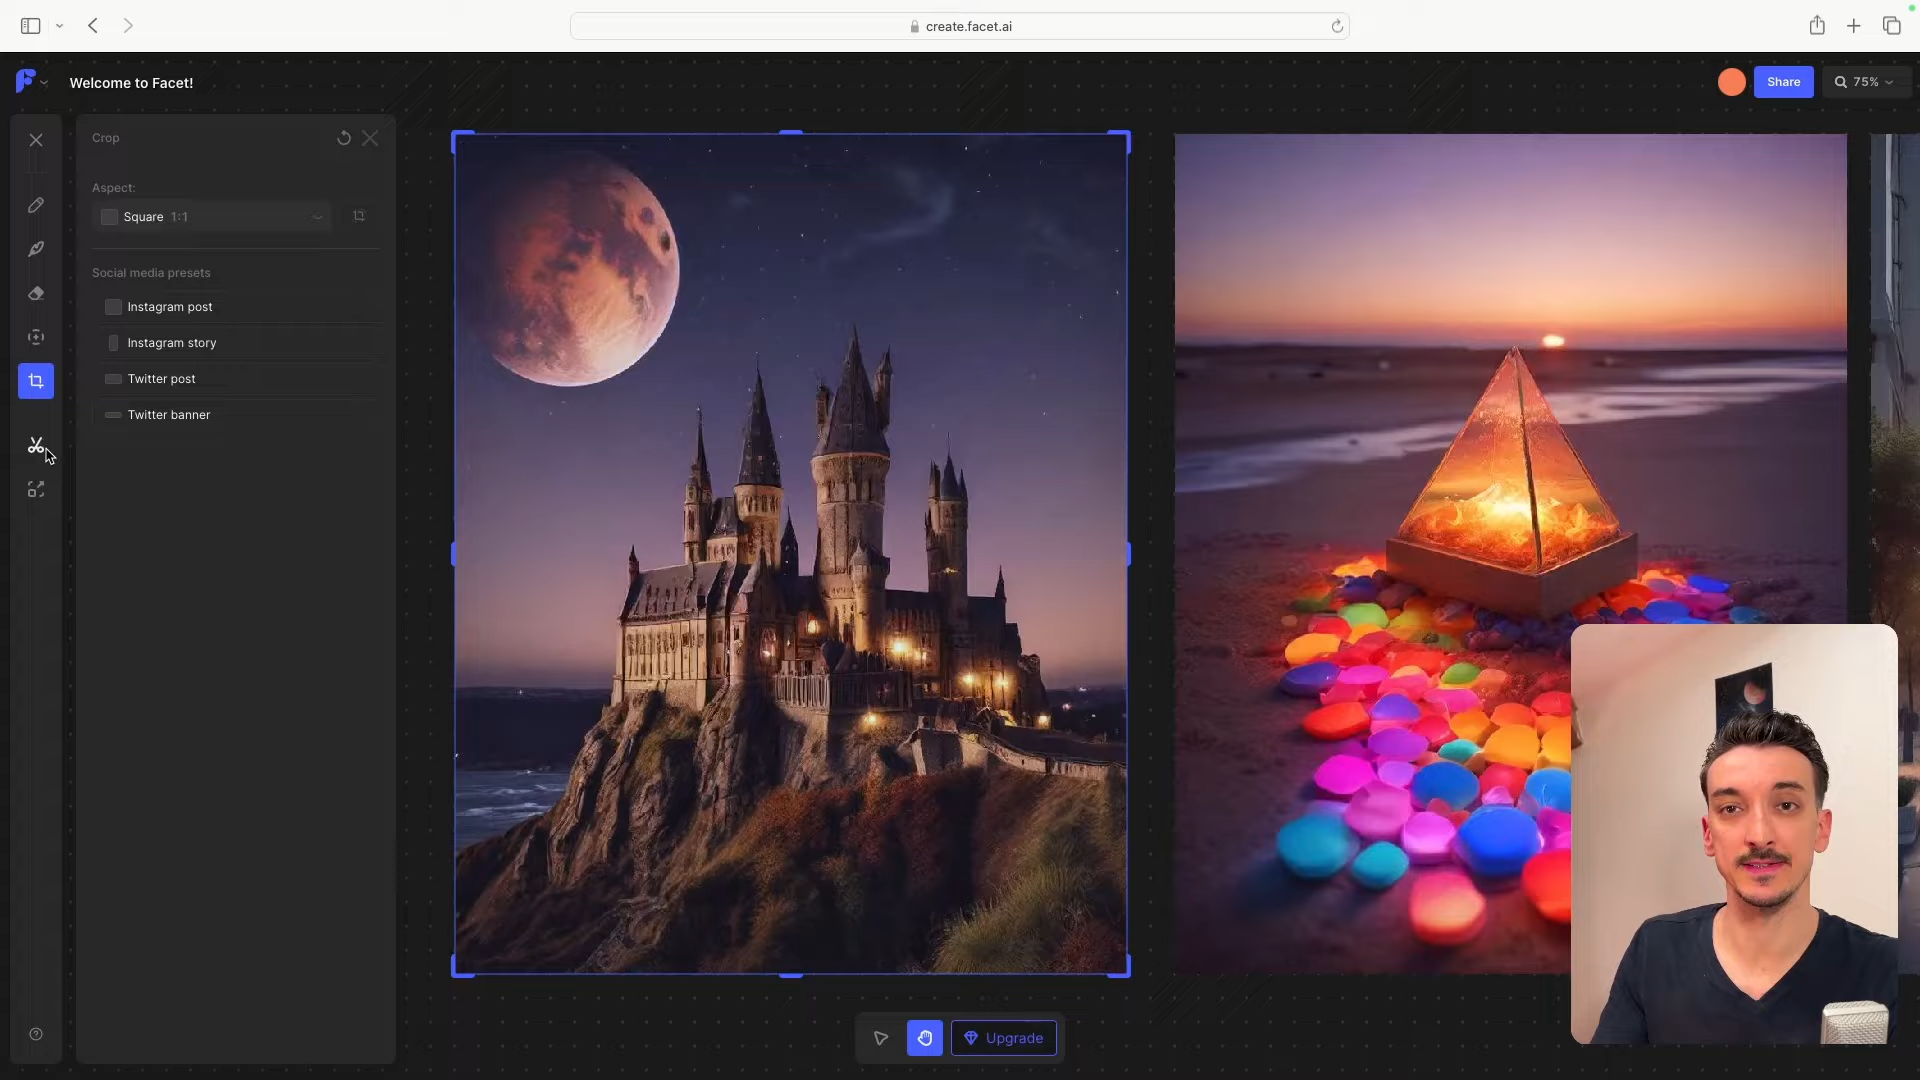 create.facet.ai
Welcome to Facet!
Share
75%
Crop
Aspect:
Square 1:1
Social media presets
Instagram post
Instagram story
Twitter post
Twitter banner
Upgrade